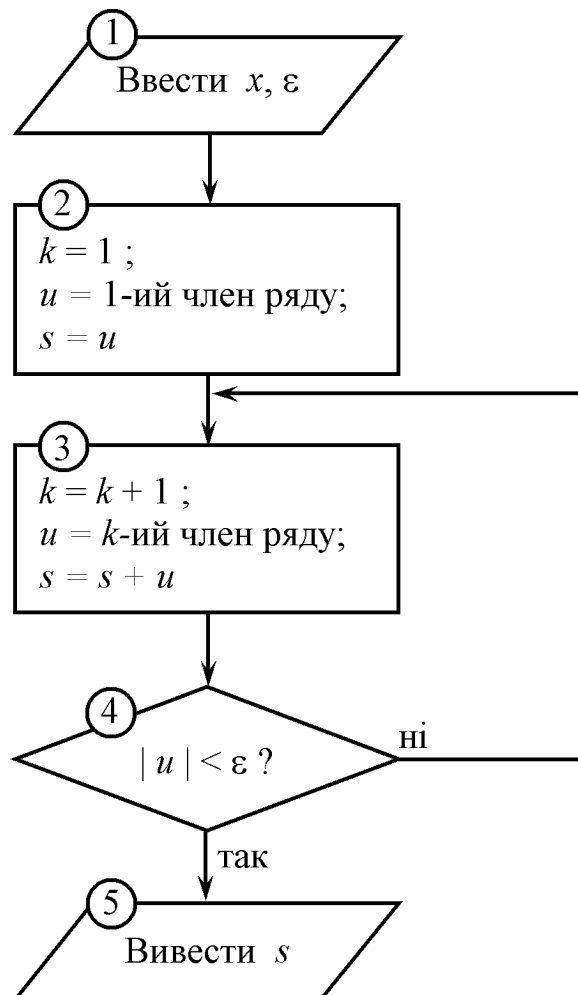 1
Ввести x, ε
2
k = 1 ;
u = 1-ий член ряду;
s = u
3
k = k + 1 ;
u = k-ий член ряду;
s = s + u
4
| u | < ε ?
ні
так
5
Вивести s